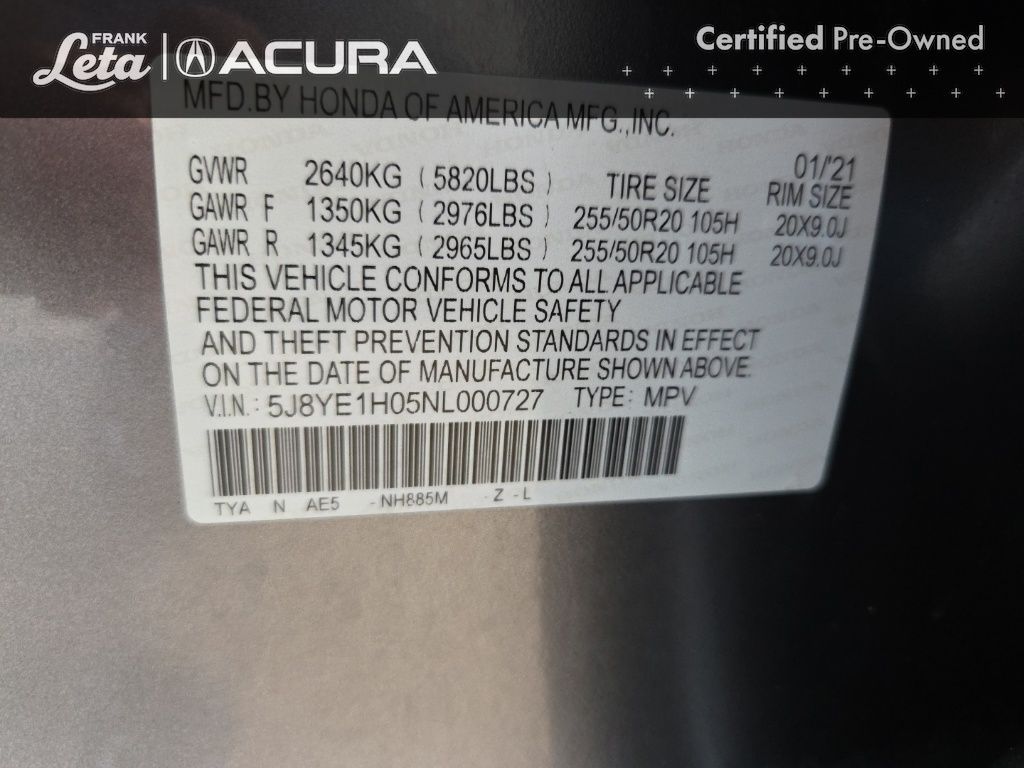 FRANK
Leta
ACURA
Certified Pre-Owned
MFD.BY HONDA OF AMERICA MFG.,INC.
01/'21
GVWR 2640KG ( 5820LBS ) TIRE SIZE RIM SIZE
GAWR F 1350KG ( 2976LBS ) 255/50R20 105H 20X9.0J
GAWR R 1345KG ( 2965LBS ) 255/50R20 105H 20X9.0J
THIS VEHICLE CONFORMS TO ALL APPLICABLE
FEDERAL MOTOR VEHICLE SAFETY
AND THEFT PREVENTION STANDARDS IN EFFECT
ON THE DATE OF MANUFACTURE SHOWN ABOVE.
V.I.N.: 5J8YE1H05NL000727 TYPE: MPV
TYA N AE5 -NH885M -Z -L